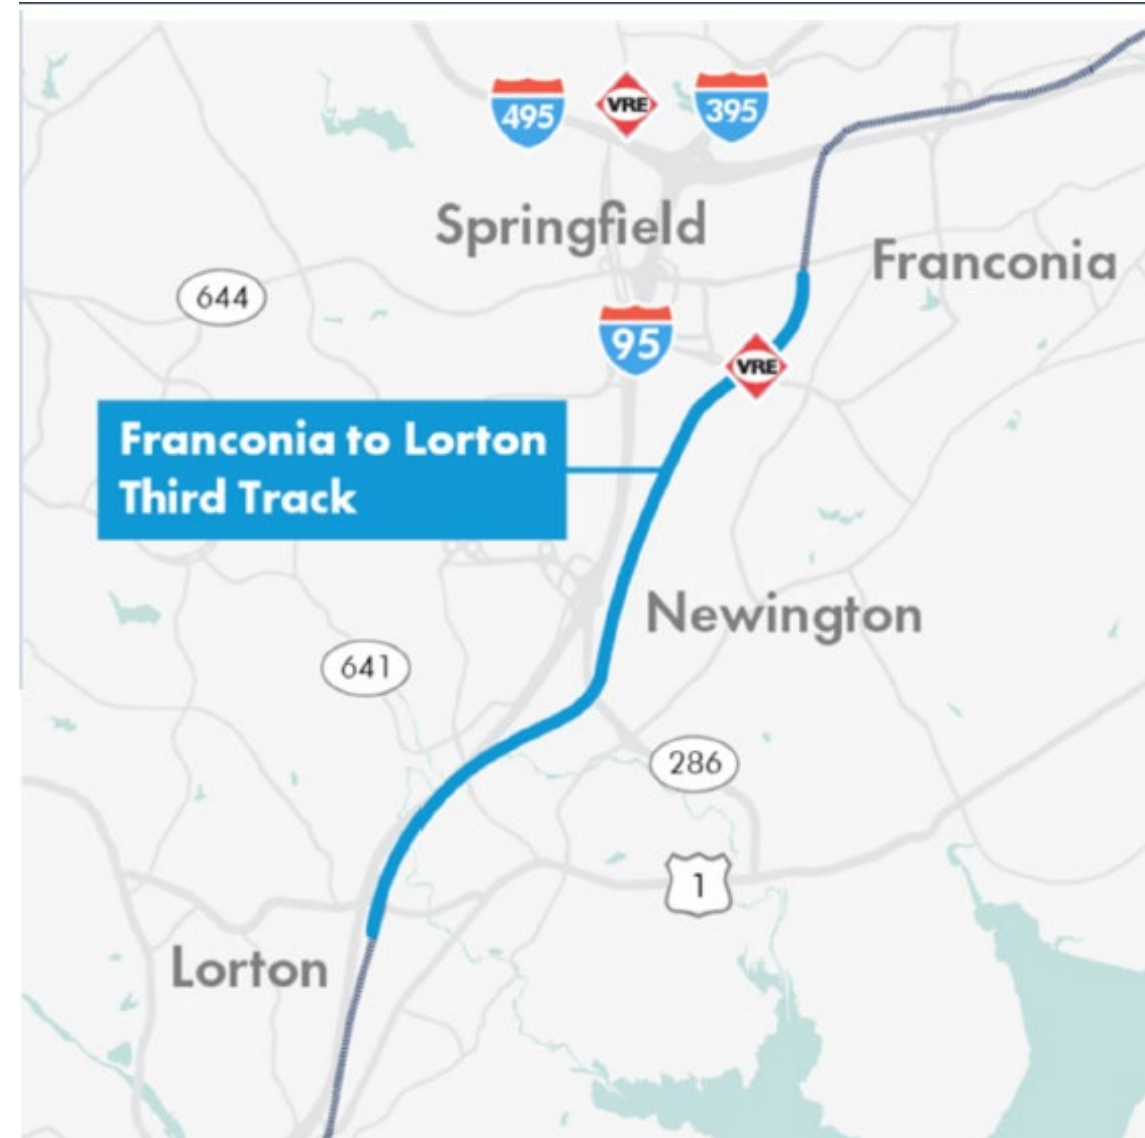 495
VRE
395
Springfield
Franconia
644
95
VRE
Franconia to Lorton
Third Track
Newington
641
286
1
Lorton